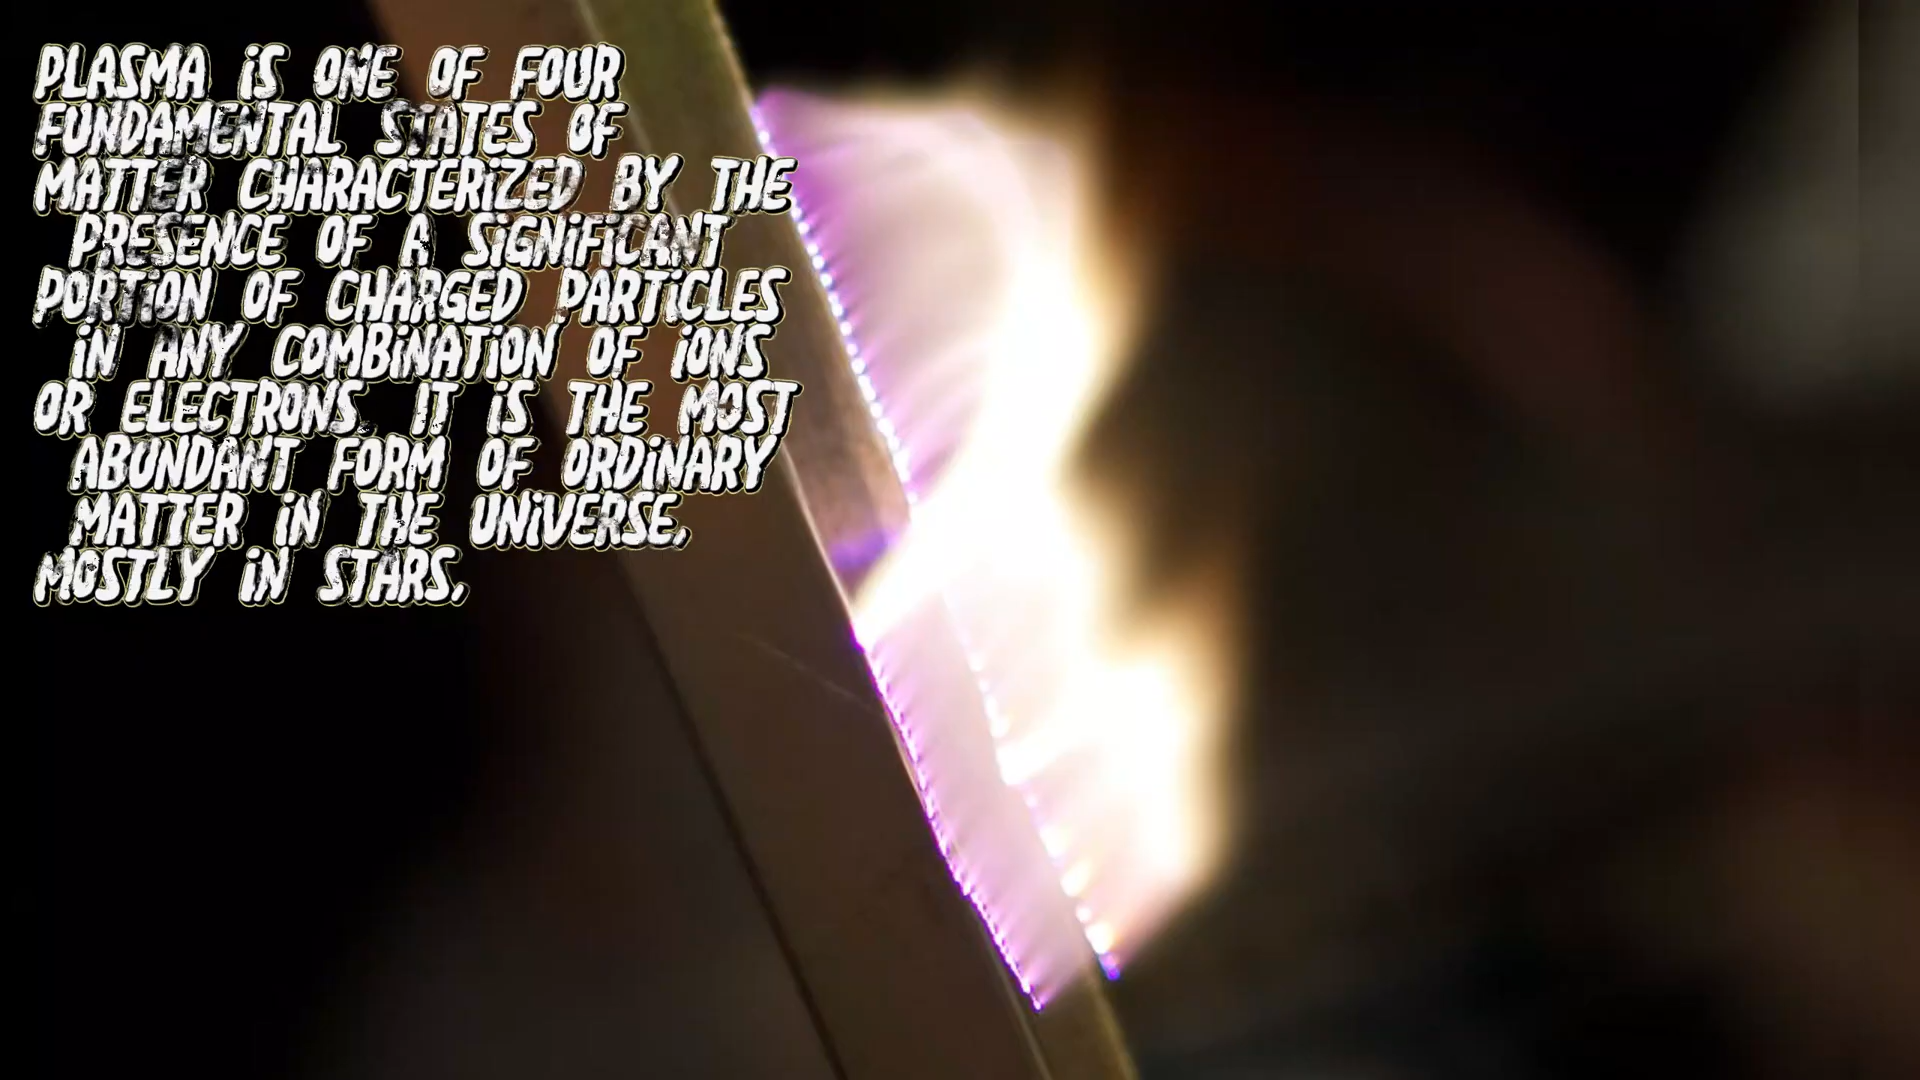 PLASMA iS ONE OF FOUR
FUNDAMENTAL STATES OF
MATTER CHARACTERiZED BY THE
PRESENCE OF A SiGNiFiCANT
PORTiON OF CHARGED PARTiCLES
iN ANY COMBiNATiON OF iONS
OR ELECTRONS. IT iS THE MOST
ABUNDANT FORM OF ORDiNARY
MATTER iN THE UNiVERSE,
MOSTLY iN STARS,